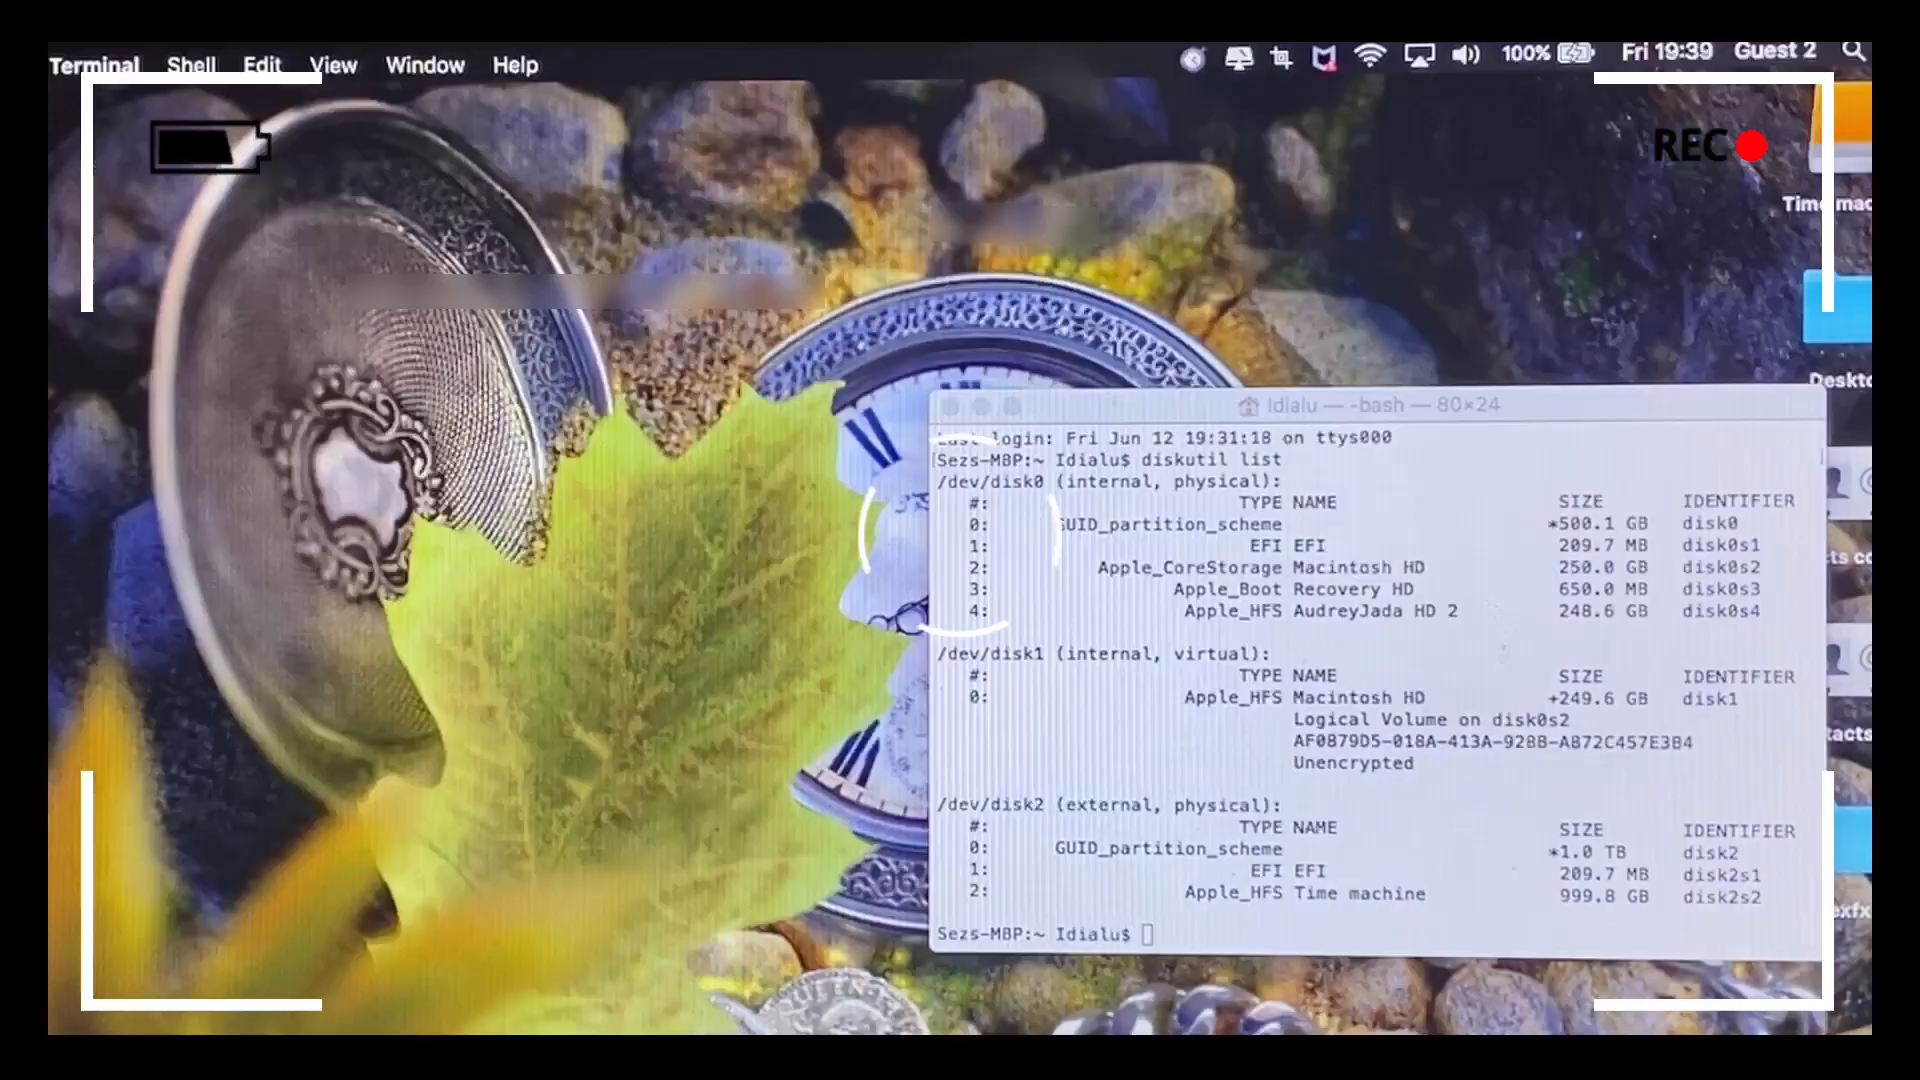 Terminal Shell Edit View Window Help 100% Fri 19:39 Guest 2
REC
Idialu — -bash — 80×24
Last login: Fri Jun 12 19:31:18 on ttys000
Sezs-MBP:~ Idialu$ diskutil list
/dev/disk0 (internal, physical):
#: TYPE NAME SIZE IDENTIFIER
0: GUID_partition_scheme *500.1 GB disk0
1: EFI EFI 209.7 MB disk0s1
2: Apple_CoreStorage Macintosh HD 250.0 GB disk0s2
3: Apple_Boot Recovery HD 650.0 MB disk0s3
4: Apple_HFS AudreyJada HD 2 248.6 GB disk0s4
/dev/disk1 (internal, virtual):
#: TYPE NAME SIZE IDENTIFIER
0: Apple_HFS Macintosh HD +249.6 GB disk1
Logical Volume on disk0s2
AF0879D5-018A-413A-928B-A872C457E3B4
Unencrypted
/dev/disk2 (external, physical):
#: TYPE NAME SIZE IDENTIFIER
0: GUID_partition_scheme *1.0 TB disk2
1: EFI EFI 209.7 MB disk2s1
2: Apple_HFS Time machine 999.8 GB disk2s2
Sezs-MBP:~ Idialu$